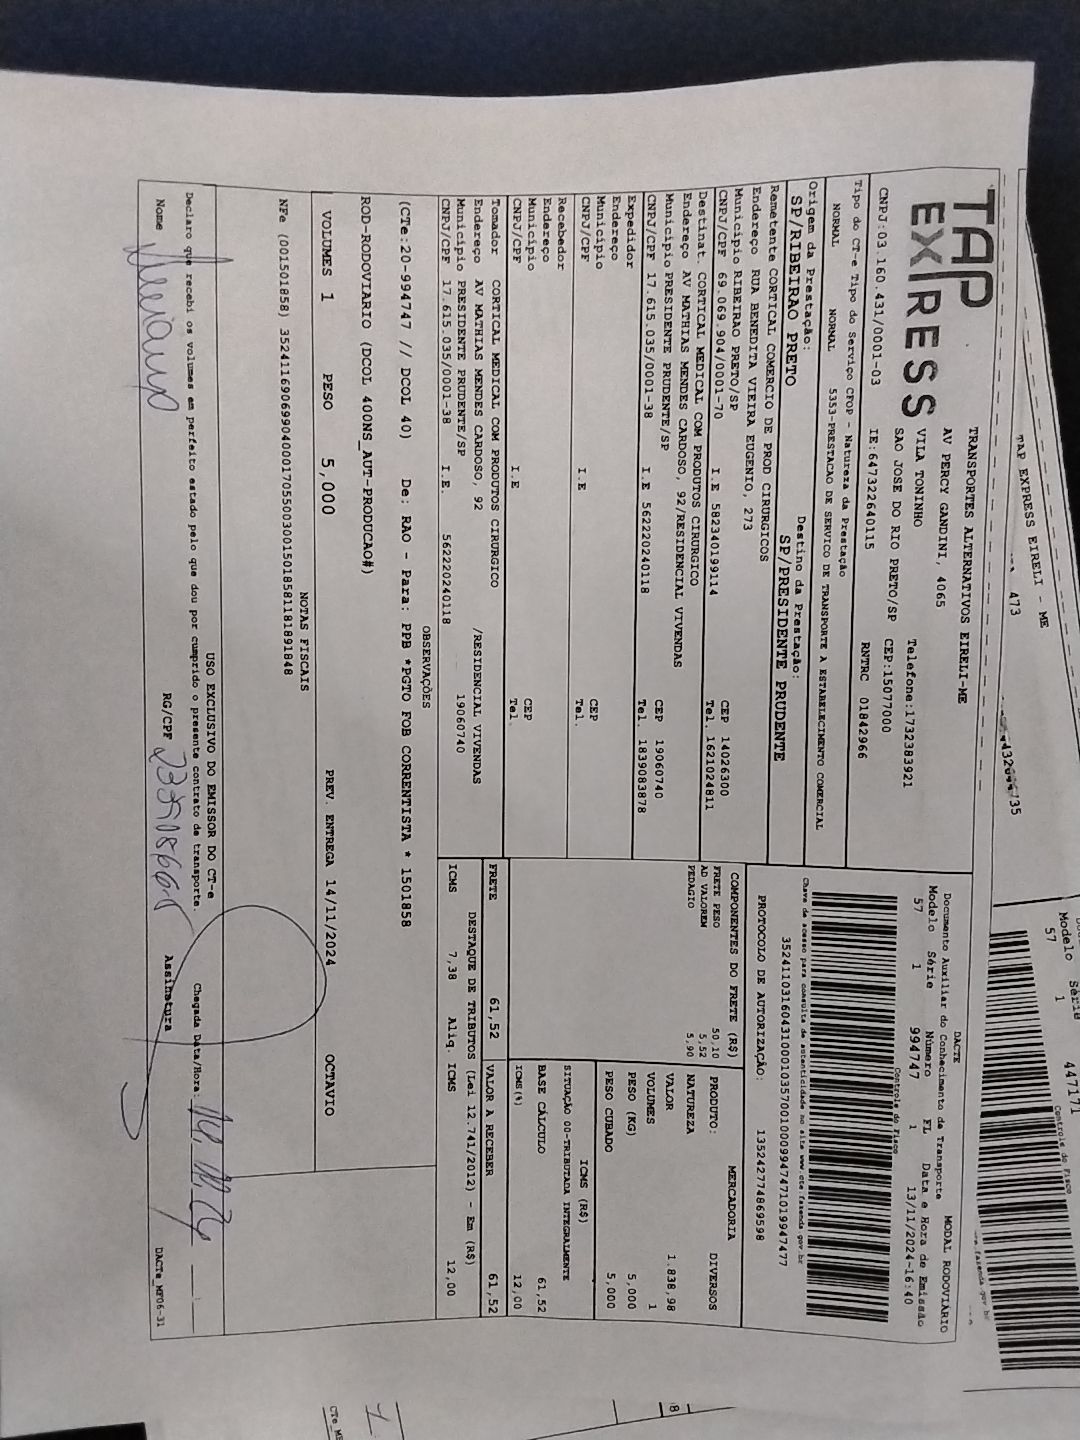 TAP EXPRESS EIRELI - ME
473
Modelo Série
57 1 447171
Controle do Fisco
TAP
EXPRESS
TRANSPORTES ALTERNATIVOS EIRELI-ME
AV PERCY GANDINI, 4065
VILA TONINHO Telefone:1732383921
SAO JOSE DO RIO PRETO/SP CEP:15077000
CNPJ:03.160.431/0001-03 IE:647322640115 RNTRC 01842966
DACTE MODAL RODOVIÁRIO
Documento Auxiliar do Conhecimento de Transporte
Modelo Série Número FL Data e Hora de Emissão
57 1 994747 1 13/11/2024-16:40
Controle do Fisco
Chave de acesso para consulta de autenticidade no site www.cte.fazenda.gov.br
35241103160431000103570010009947471019947477
PROTOCOLO DE AUTORIZAÇÃO: 135242774869598
Tipo do CT-e Tipo do Serviço CFOP - Natureza da Prestação
NORMAL NORMAL 5353-PRESTACAO DE SERVICO DE TRANSPORTE A ESTABELECIMENTO COMERCIAL
Origem da Prestação: Destino da Prestação:
SP/RIBEIRAO PRETO SP/PRESIDENTE PRUDENTE
Remetente CORTICAL COMERCIO DE PROD CIRURGICOS
Endereço RUA BENEDITA VIEIRA EUGENIO, 273
Município RIBEIRAO PRETO/SP CEP 14026300
CNPJ/CPF 69.069.904/0001-70 I.E 582340199114 Tel. 1621024811
Destinat. CORTICAL MEDICAL COM PRODUTOS CIRURGICO
Endereço AV MATHIAS MENDES CARDOSO, 92/RESIDENCIAL VIVENDAS
Município PRESIDENTE PRUDENTE/SP CEP 19060740
CNPJ/CPF 17.615.035/0001-38 I.E 562220240118 Tel. 1839083878
Expedidor
Endereço
Município CEP
CNPJ/CPF I.E Tel.
Recebedor
Endereço
Município CEP
CNPJ/CPF I.E Tel.
Tomador CORTICAL MEDICAL COM PRODUTOS CIRURGICO
Endereço AV MATHIAS MENDES CARDOSO, 92 /RESIDENCIAL VIVENDAS
Município PRESIDENTE PRUDENTE/SP 19060740
CNPJ/CPF 17.615.035/0001-38 I.E. 562220240118
COMPONENTES DO FRETE (R$)
FRETE PESO 50,10
AD VALOREM 5,52
PEDAGIO 5,90
MERCADORIA
PRODUTO: DIVERSOS
NATUREZA
VALOR 1.838,98
VOLUMES 1
PESO (KG) 5,000
PESO CUBADO 5,000
ICMS (R$)
SITUAÇÃO 00-TRIBUTADA INTEGRALMENTE
BASE CÁLCULO 61,52
ICMS(%) 12,00
FRETE 61,52 VALOR A RECEBER 61,52
DESTAQUE DE TRIBUTOS (Lei 12.741/2012) - Em (R$)
ICMS 7,38 Aliq. ICMS 12,00
OBSERVAÇÕES
(CTe:20-994747 // DCOL 40) De: RAO - Para: PPB *PGTO FOB CORRENTISTA * 1501858
ROD-RODOVIARIO (DCOL 400NS_AUT-PRODUCAO#)
VOLUMES 1 PESO 5,000 PREV. ENTREGA 14/11/2024 OCTAVIO
NOTAS FISCAIS
NFe (001501858) 35241169069904000170550030015018581181891848
USO EXCLUSIVO DO EMISSOR DO CT-e
Declaro que recebi os volumes em perfeito estado pelo que dou por cumprido o presente contrato de transporte. Chegada Data/Hora:
Nome RG/CPF Assinatura
DACTe_MF06-31